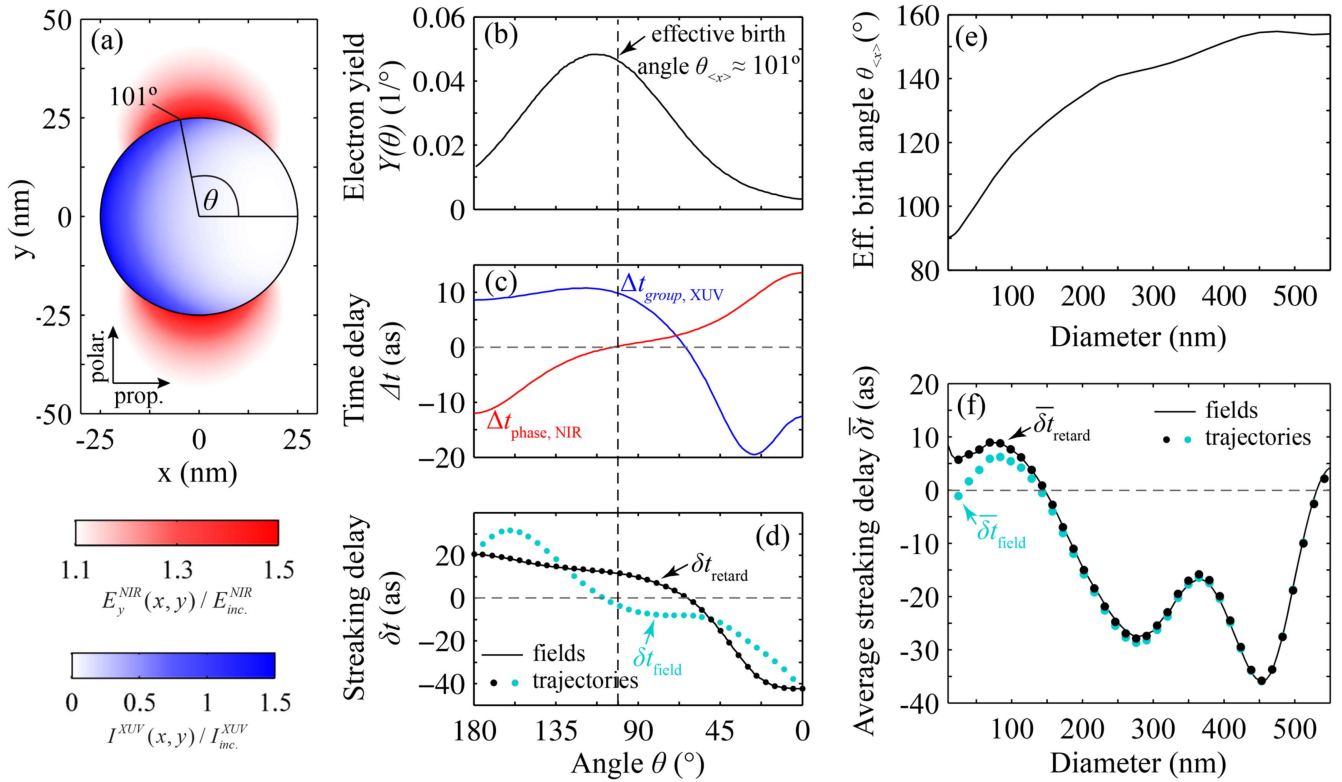 (a)
50
25
0
-25
-50
y (nm)
101º
θ
polar.
prop.
-25
0
25
x (nm)
1.1
1.3
1.5
E_y^NIR (x, y) / E_inc.^NIR
0
0.5
1
1.5
I^XUV (x, y) / I_inc.^XUV
(b)
Electron yield
Y(θ) (1/°)
0.06
0.04
0.02
0
effective birth
angle θ_<x> ≈ 101º
(c)
Time delay
Δt (as)
10
0
−10
−20
Δt_group, XUV
Δt_phase, NIR
(d)
Streaking delay
δt (as)
20
0
−20
−40
δt_retard
δt_field
fields
trajectories
180
135
90
45
0
Angle θ (°)
(e)
Eff. birth angle θ_<x> (°)
160
140
120
100
80
100
200
300
400
500
Diameter (nm)
(f)
Average streaking delay δt (as)
20
10
0
-10
-20
-30
-40
δt_retard
δt_field
fields
trajectories
100
200
300
400
500
Diameter (nm)